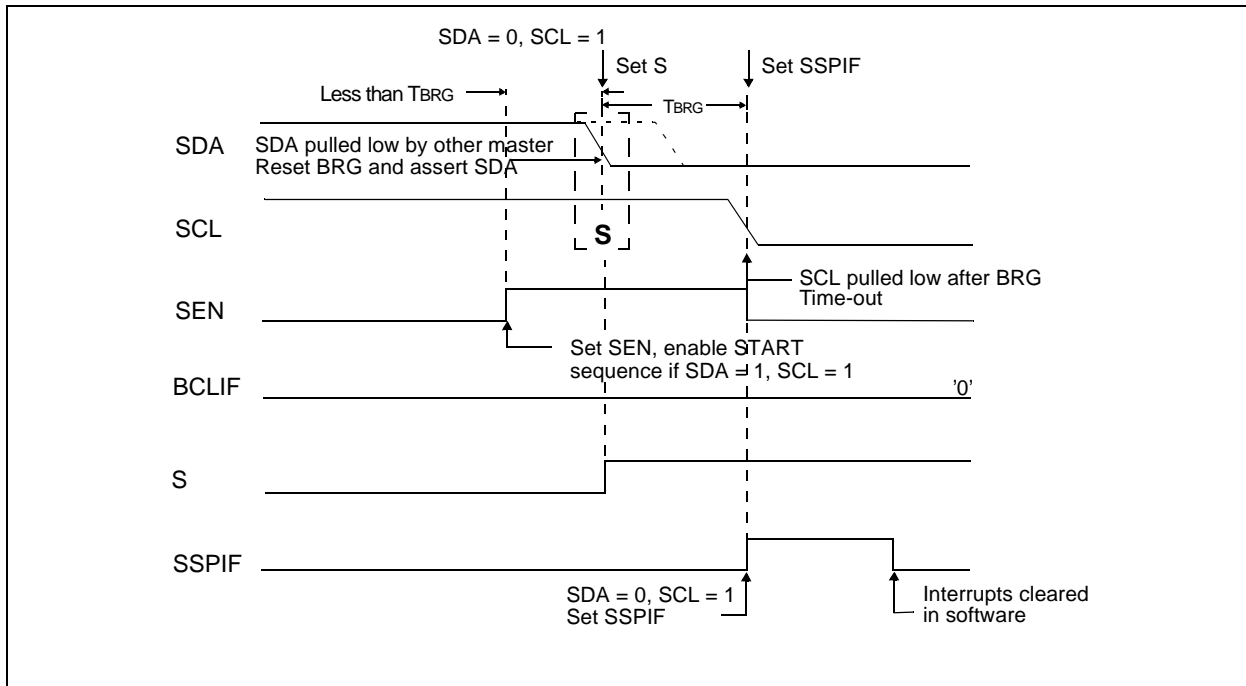 SDA = 0, SCL = 1
Set S
Set SSPIF
Less than TBRG
TBRG
SDA
SDA pulled low by other master
Reset BRG and assert SDA
SCL
S
SCL pulled low after BRG
Time-out
SEN
Set SEN, enable START
sequence if SDA = 1, SCL = 1
BCLIF
'0'
S
SSPIF
SDA = 0, SCL = 1
Set SSPIF
Interrupts cleared
in software